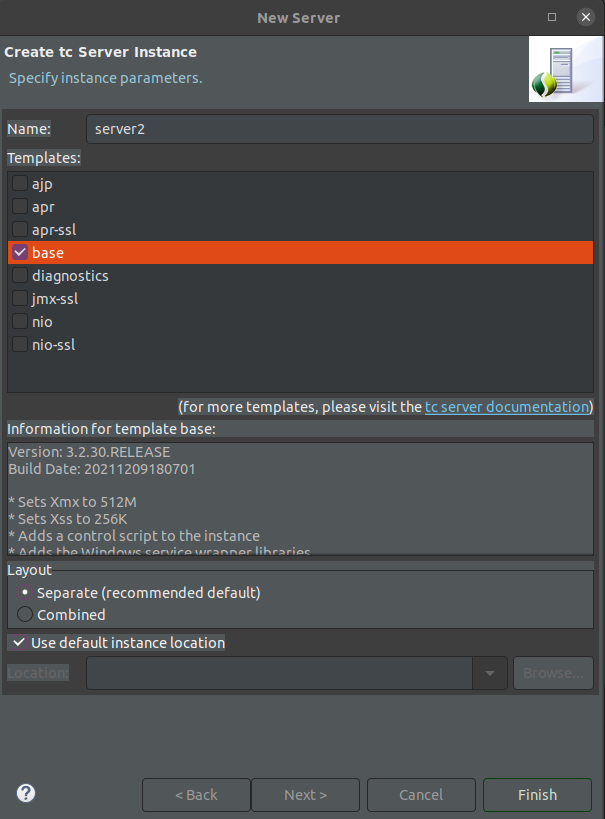 New Server
Create tc Server Instance
Specify instance parameters.
Name: server2
Templates:
ajp
apr
apr-ssl
base
diagnostics
jmx-ssl
nio
nio-ssl
(for more templates, please visit the tc server documentation)
Information for template base:
Version: 3.2.30.RELEASE
Build Date: 20211209180701
* Sets Xmx to 512M
* Sets Xss to 256K
* Adds a control script to the instance
* Adds the Windows service wrapper libraries
Layout
Separate (recommended default)
Combined
Use default instance location
Location: Browse...
?
< Back Next > Cancel Finish